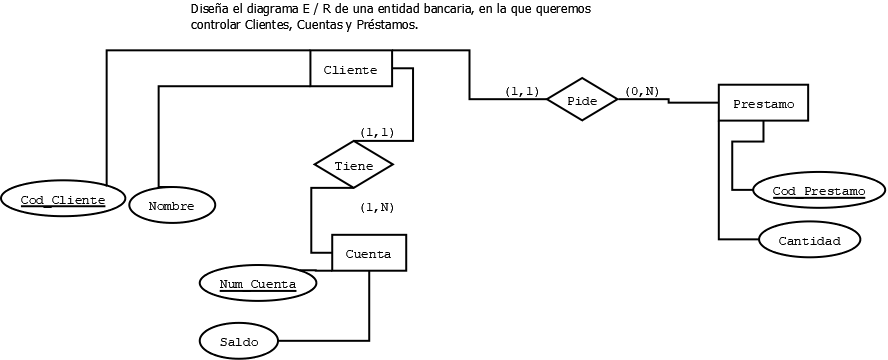 Diseña el diagrama E / R de una entidad bancaria, en la que queremos
controlar Clientes, Cuentas y Préstamos.
Cliente
(1,1)
Pide
(0,N)
Prestamo
(1,1)
Tiene
Cod_Cliente
Nombre
Cod_Prestamo
(1,N)
Cantidad
Cuenta
Num_Cuenta
Saldo